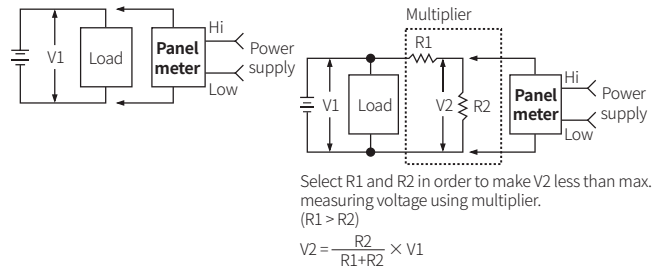 V1
Load
Panel
meter
Hi
Low
Power
supply
Multiplier
R1
V1
Load
V2
R2
Panel
meter
Hi
Low
Power
supply
Select R1 and R2 in order to make V2 less than max.
measuring voltage using multiplier.
(R1 > R2)
V2 = R2 / R1+R2 × V1